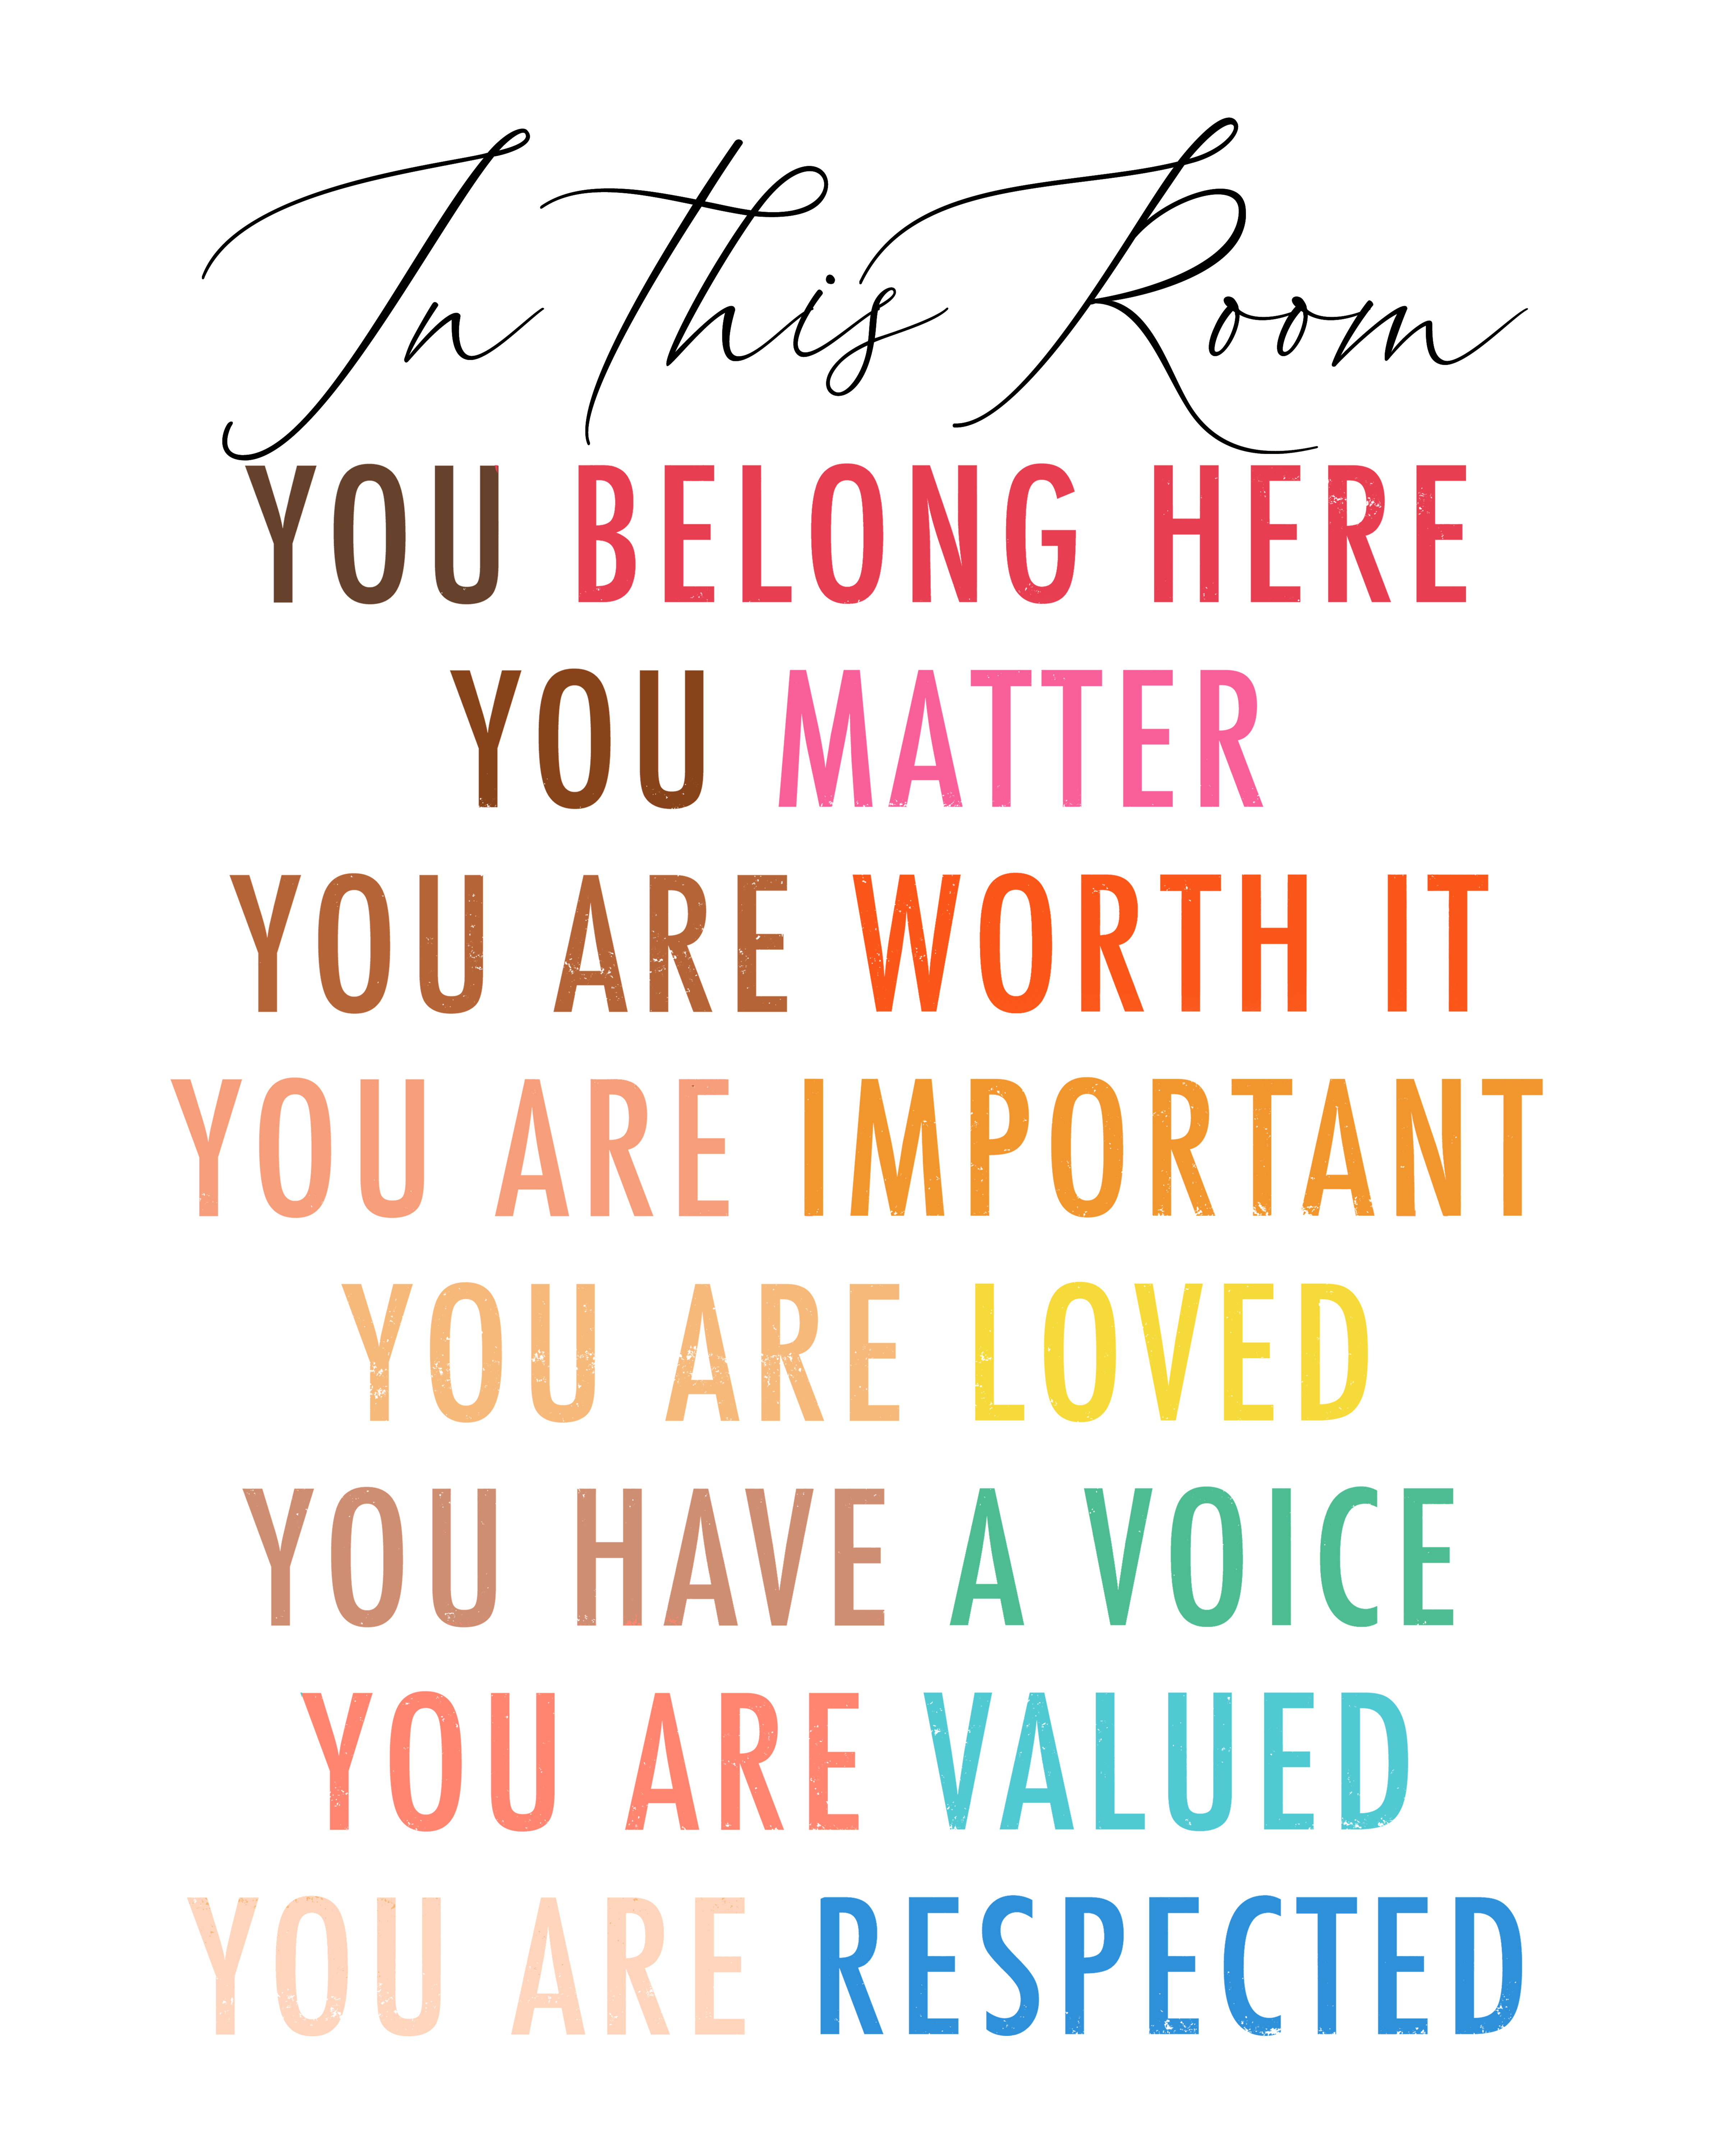 In this Room
YOU BELONG HERE
YOU MATTER
YOU ARE WORTH IT
YOU ARE IMPORTANT
YOU ARE LOVED
YOU HAVE A VOICE
YOU ARE VALUED
YOU ARE RESPECTED